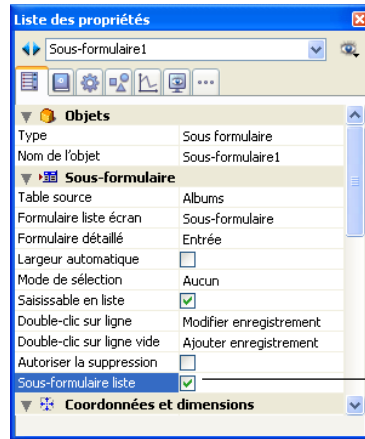 Liste des propriétés
Sous-formulaire1
Objets
Type Sous formulaire
Nom de l'objet Sous-formulaire1
Sous-formulaire
Table source Albums
Formulaire liste écran Sous-formulaire
Formulaire détaillé Entrée
Largeur automatique
Mode de sélection Aucun
Saisissable en liste
Double-clic sur ligne Modifier enregistrement
Double-clic sur ligne vide Ajouter enregistrement
Autoriser la suppression
Sous-formulaire liste
Coordonnées et dimensions